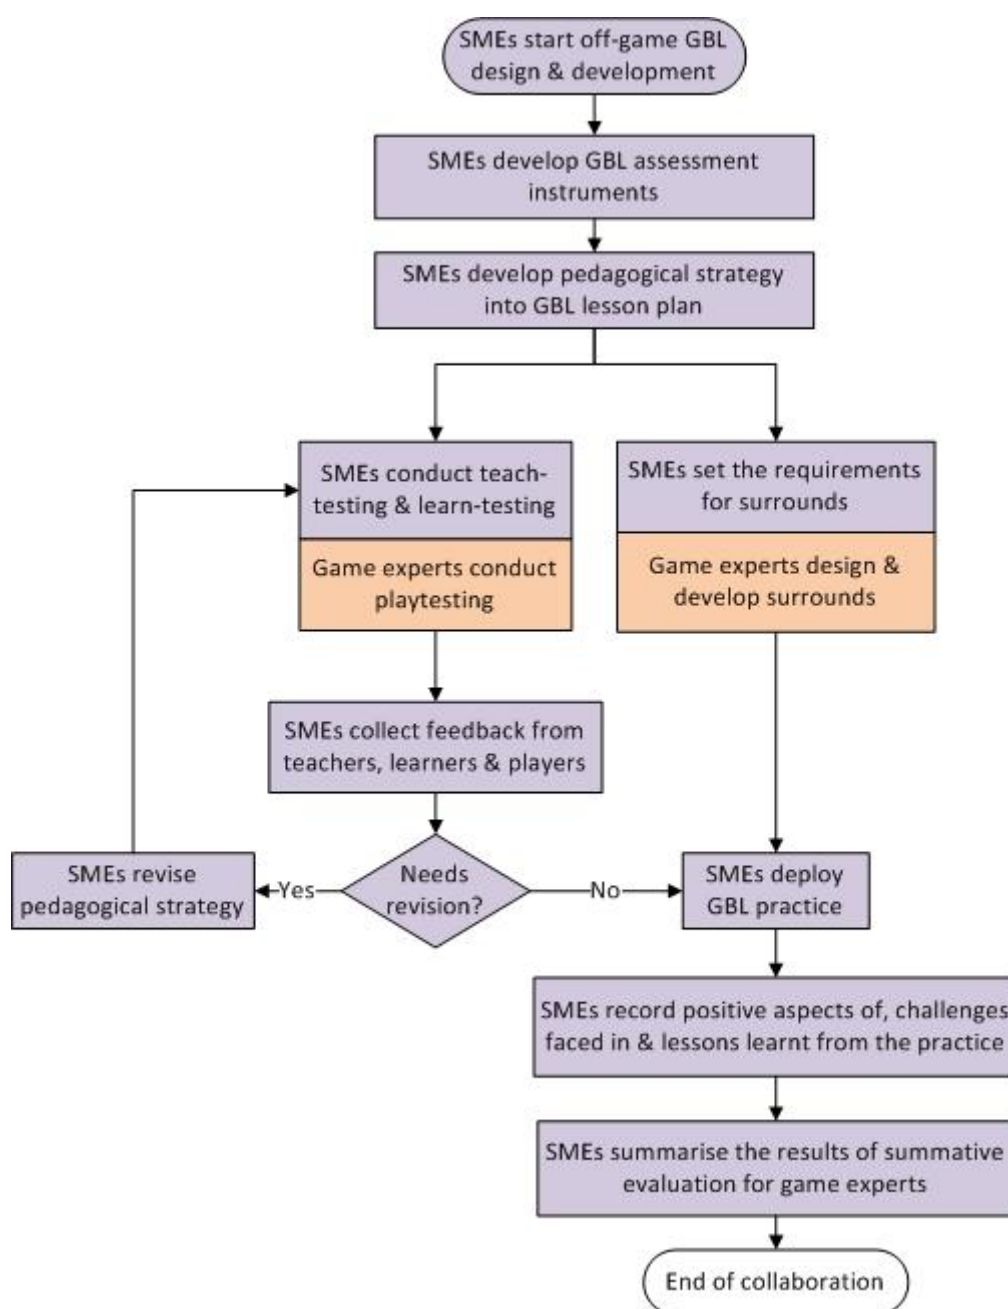 SMEs start off-game GBL
design & development
SMEs develop GBL assessment
instruments
SMEs develop pedagogical strategy
into GBL lesson plan
SMEs conduct teach-
testing & learn-testing
Game experts conduct
playtesting
SMEs set the requirements
for surrounds
Game experts design &
develop surrounds
SMEs collect feedback from
teachers, learners & players
SMEs revise
pedagogical strategy
Yes
Needs
revision?
No
SMEs deploy
GBL practice
SMEs record positive aspects of, challenges
faced in & lessons learnt from the practice
SMEs summarise the results of summative
evaluation for game experts
End of collaboration